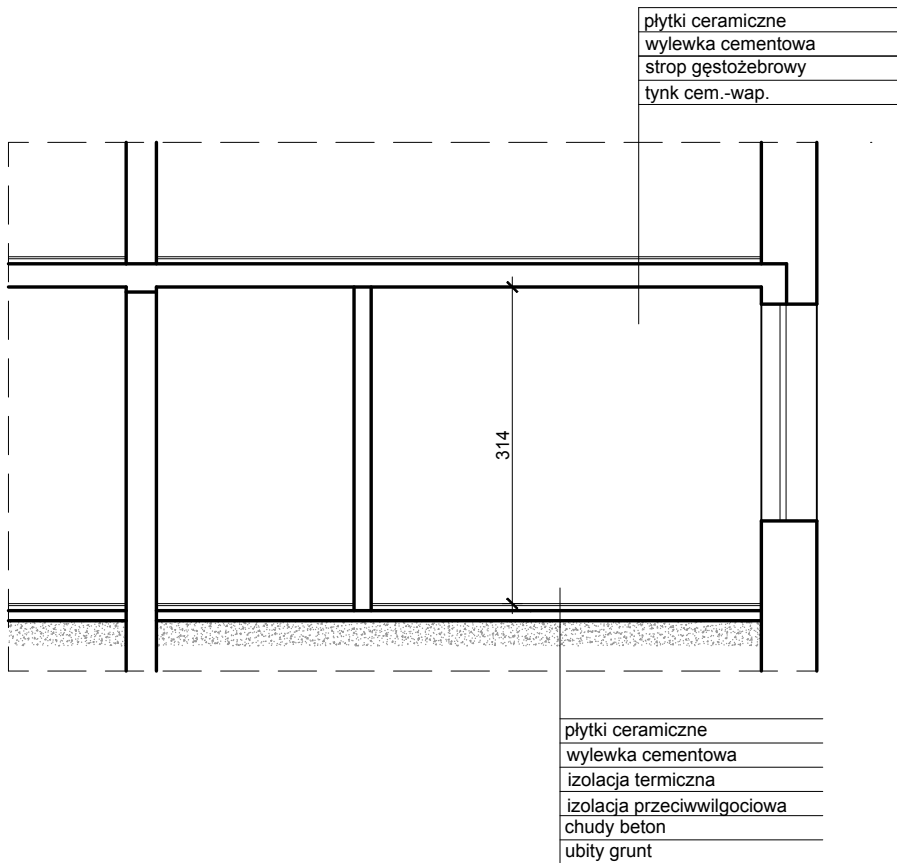 płytki ceramiczne
wylewka cementowa
strop gęstożebrowy
tynk cem.-wap.
314
płytki ceramiczne
wylewka cementowa
izolacja termiczna
izolacja przeciwwilgociowa
chudy beton
ubity grunt